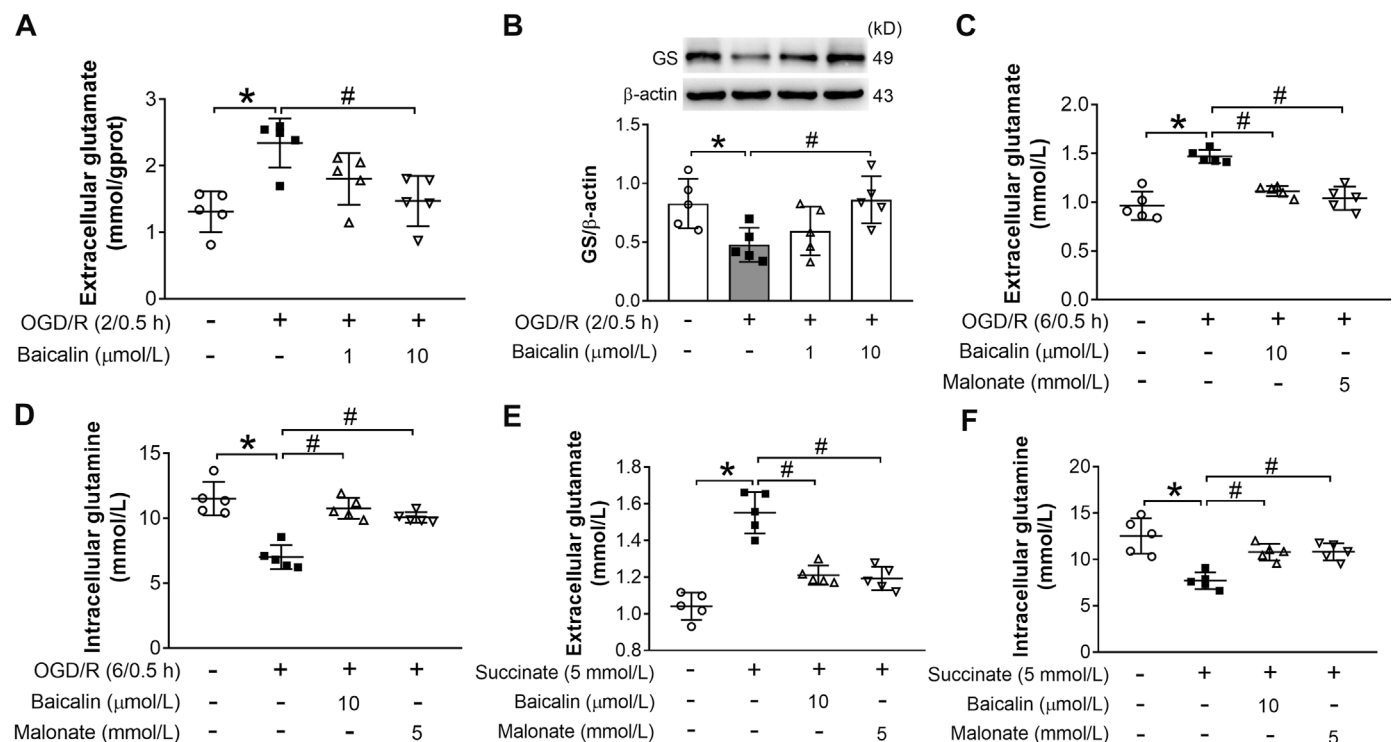 A
Extracellular glutamate
(mmol/gprot)
3
2
1
0
*
#
OGD/R (2/0.5 h) - + + +
Baicalin (μmol/L) - - 1 10
B
(kD)
GS 49
β-actin 43
GS/β-actin
1.5
1.0
0.5
0.0
*
#
OGD/R (2/0.5 h) - + + +
Baicalin (μmol/L) - - 1 10
C
Extracellular glutamate
(mmol/L)
2.0
1.5
1.0
0.5
0.0
*
#
#
OGD/R (6/0.5 h) - + + +
Baicalin (μmol/L) - - 10 -
Malonate (mmol/L) - - - 5
D
Intracellular glutamine
(mmol/L)
15
10
5
0
*
#
#
OGD/R (6/0.5 h) - + + +
Baicalin (μmol/L) - - 10 -
Malonate (mmol/L) - - - 5
E
Extracellular glutamate
(mmol/L)
1.8
1.6
1.4
1.2
1.0
0.8
*
#
#
Succinate (5 mmol/L) - + + +
Baicalin (μmol/L) - - 10 -
Malonate (mmol/L) - - - 5
F
Intracellular glutamine
(mmol/L)
20
15
10
5
0
*
#
#
Succinate (5 mmol/L) - + + +
Baicalin (μmol/L) - - 10 -
Malonate (mmol/L) - - - 5